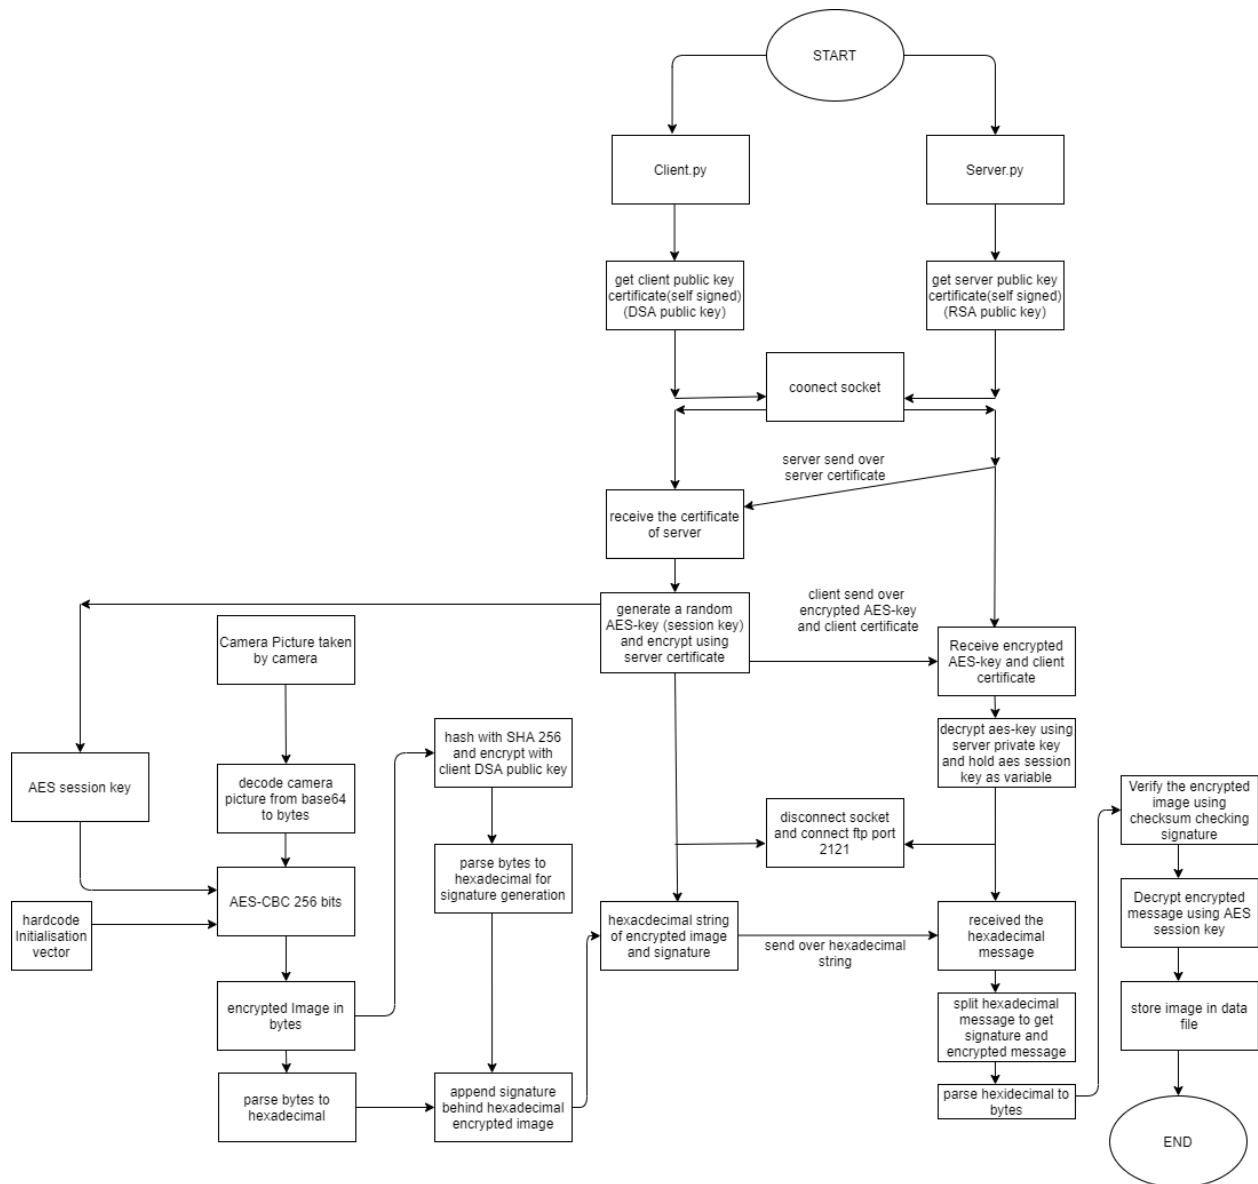 START
Client.py
Server.py
get client public key
certificate(self signed)
(DSA public key)
get server public key
certificate(self signed)
(RSA public key)
coonect socket
server send over
server certificate
receive the certificate
of server
generate a random
AES-key (session key)
and encrypt using
server certificate
client send over
encrypted AES-key
and client certificate
Receive encrypted
AES-key and client
certificate
Camera Picture taken
by camera
AES session key
decode camera
picture from base64
to bytes
hash with SHA 256
and encrypt with
client DSA public key
decrypt aes-key using
server private key
and hold aes session
key as variable
disconnect socket
and connect ftp port
2121
Verify the encrypted
image using
checksum checking
signature
parse bytes to
hexadecimal for
signature generation
AES-CBC 256 bits
hardcode
Initialisation
vector
hexacdecimal string
of encrypted image
and signature
send over hexadecimal
string
received the
hexadecimal
message
Decrypt encrypted
message using AES
session key
encrypted Image in
bytes
split hexadecimal
message to get
signature and
encrypted message
store image in data
file
parse bytes to
hexadecimal
append signature
behind hexadecimal
encrypted image
parse hexidecimal to
bytes
END